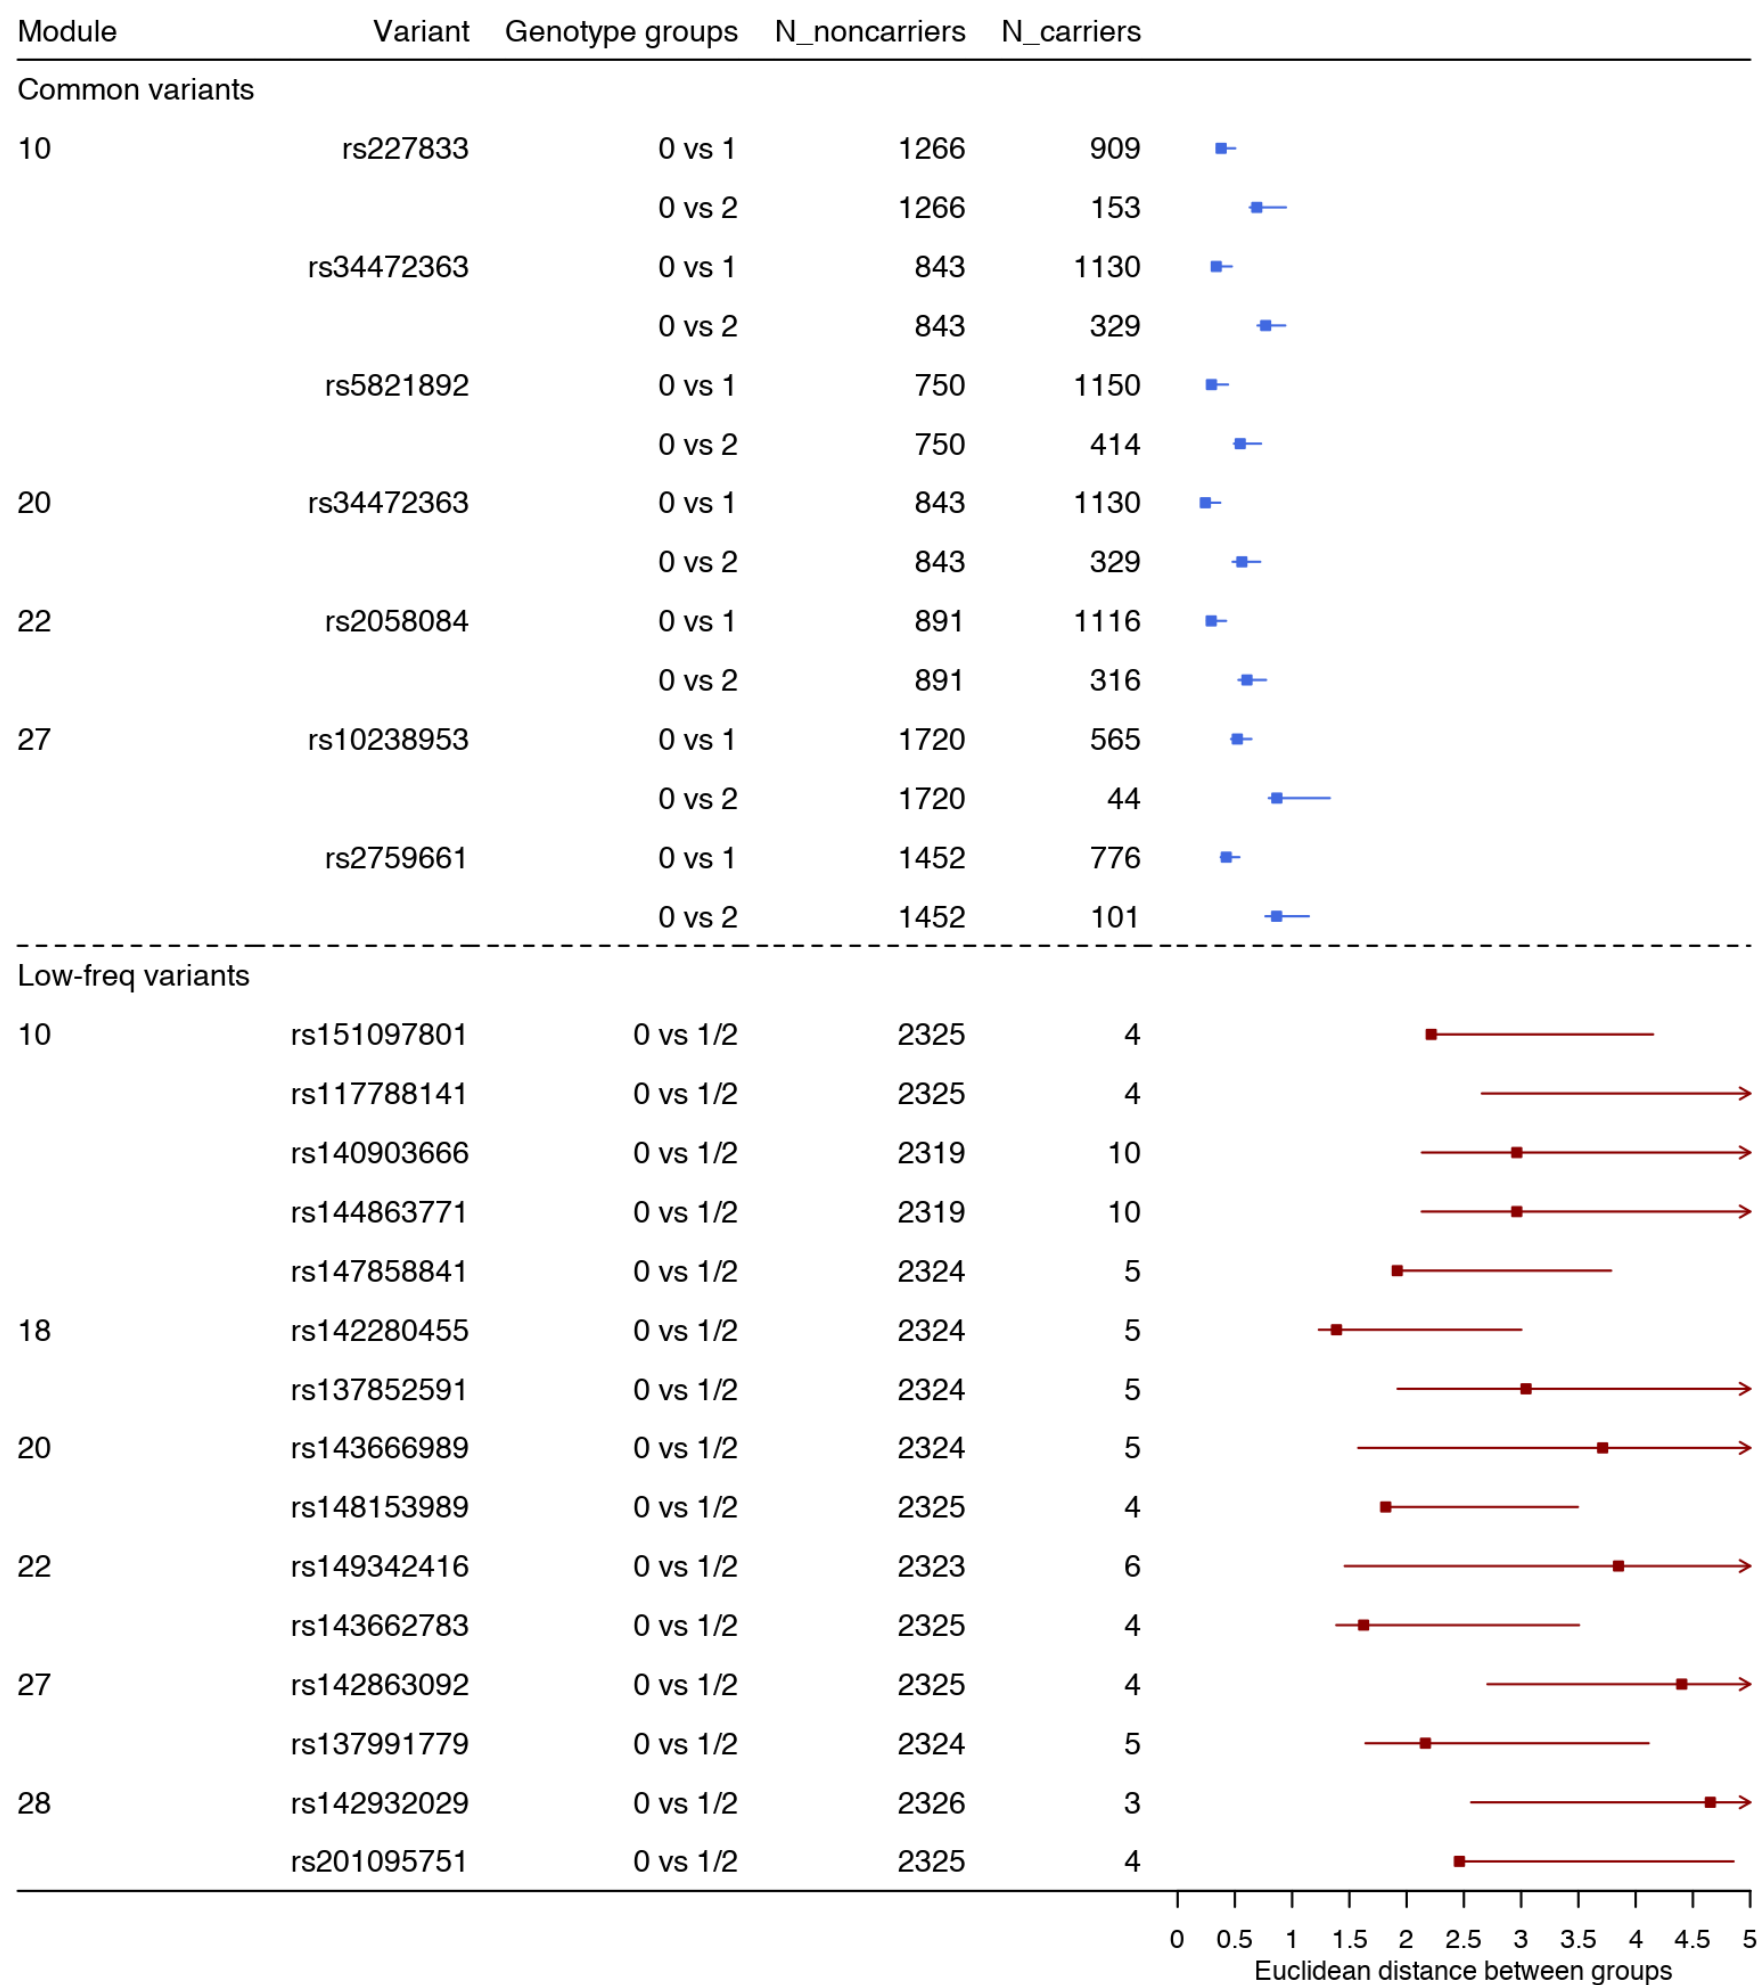 Module Variant Genotype groups N_noncarriers N_carriers
Common variants
10 rs227833 0 vs 1 1266 909
0 vs 2 1266 153
rs34472363 0 vs 1 843 1130
0 vs 2 843 329
rs5821892 0 vs 1 750 1150
0 vs 2 750 414
20 rs34472363 0 vs 1 843 1130
0 vs 2 843 329
22 rs2058084 0 vs 1 891 1116
0 vs 2 891 316
27 rs10238953 0 vs 1 1720 565
0 vs 2 1720 44
rs2759661 0 vs 1 1452 776
0 vs 2 1452 101
Low-freq variants
10 rs151097801 0 vs 1/2 2325 4
rs117788141 0 vs 1/2 2325 4
rs140903666 0 vs 1/2 2319 10
rs144863771 0 vs 1/2 2319 10
rs147858841 0 vs 1/2 2324 5
18 rs142280455 0 vs 1/2 2324 5
rs137852591 0 vs 1/2 2324 5
20 rs143666989 0 vs 1/2 2324 5
rs148153989 0 vs 1/2 2325 4
22 rs149342416 0 vs 1/2 2323 6
rs143662783 0 vs 1/2 2325 4
27 rs142863092 0 vs 1/2 2325 4
rs137991779 0 vs 1/2 2324 5
28 rs142932029 0 vs 1/2 2326 3
rs201095751 0 vs 1/2 2325 4
0 0.5 1 1.5 2 2.5 3 3.5 4 4.5 5
Euclidean distance between groups